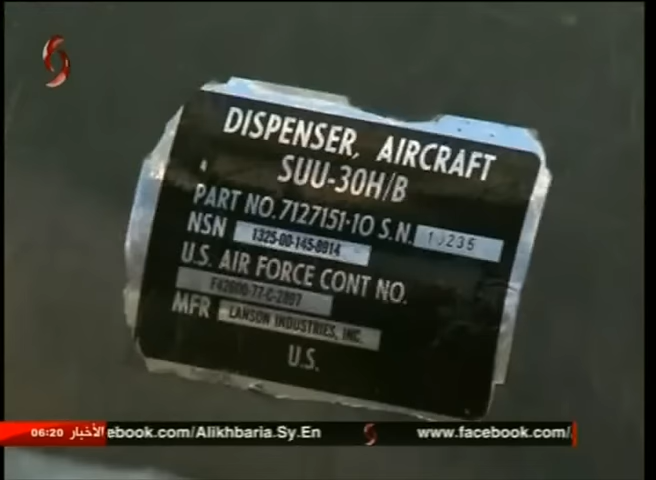 DISPENSER, AIRCRAFT
SUU-30H/B
PART NO. 7127151-10 S.N. 10235
NSN 1325-00-145-0014
U.S. AIR FORCE CONT NO.
F42600-77-C-2807
MFR LANSON INDUSTRIES, INC.
U.S.
06:20 الأخبار ebook.com/Alikhbaria.Sy.En www.facebook.com/